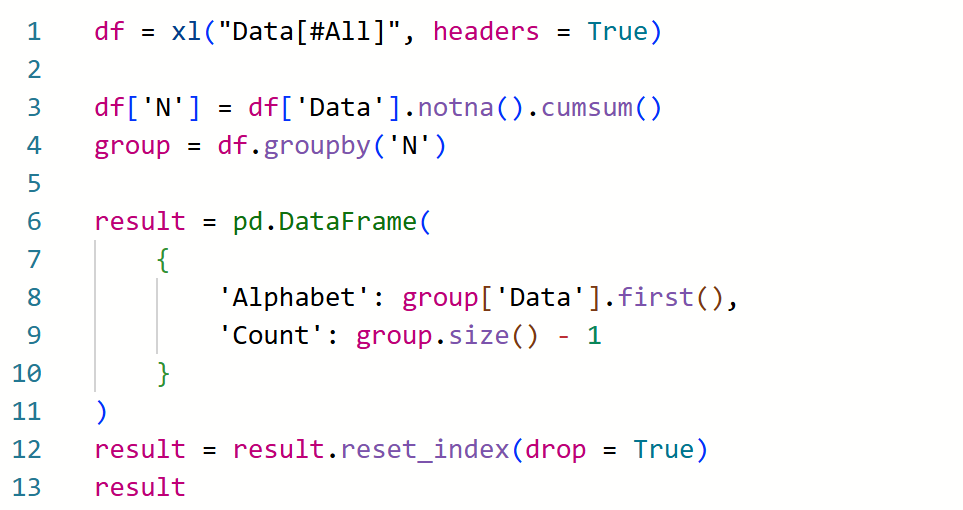 1 df = xl("Data[#All]", headers = True)
2
3 df['N'] = df['Data'].notna().cumsum()
4 group = df.groupby('N')
5
6 result = pd.DataFrame(
7     {
8         'Alphabet': group['Data'].first(),
9         'Count': group.size() - 1
10     }
11 )
12 result = result.reset_index(drop = True)
13 result